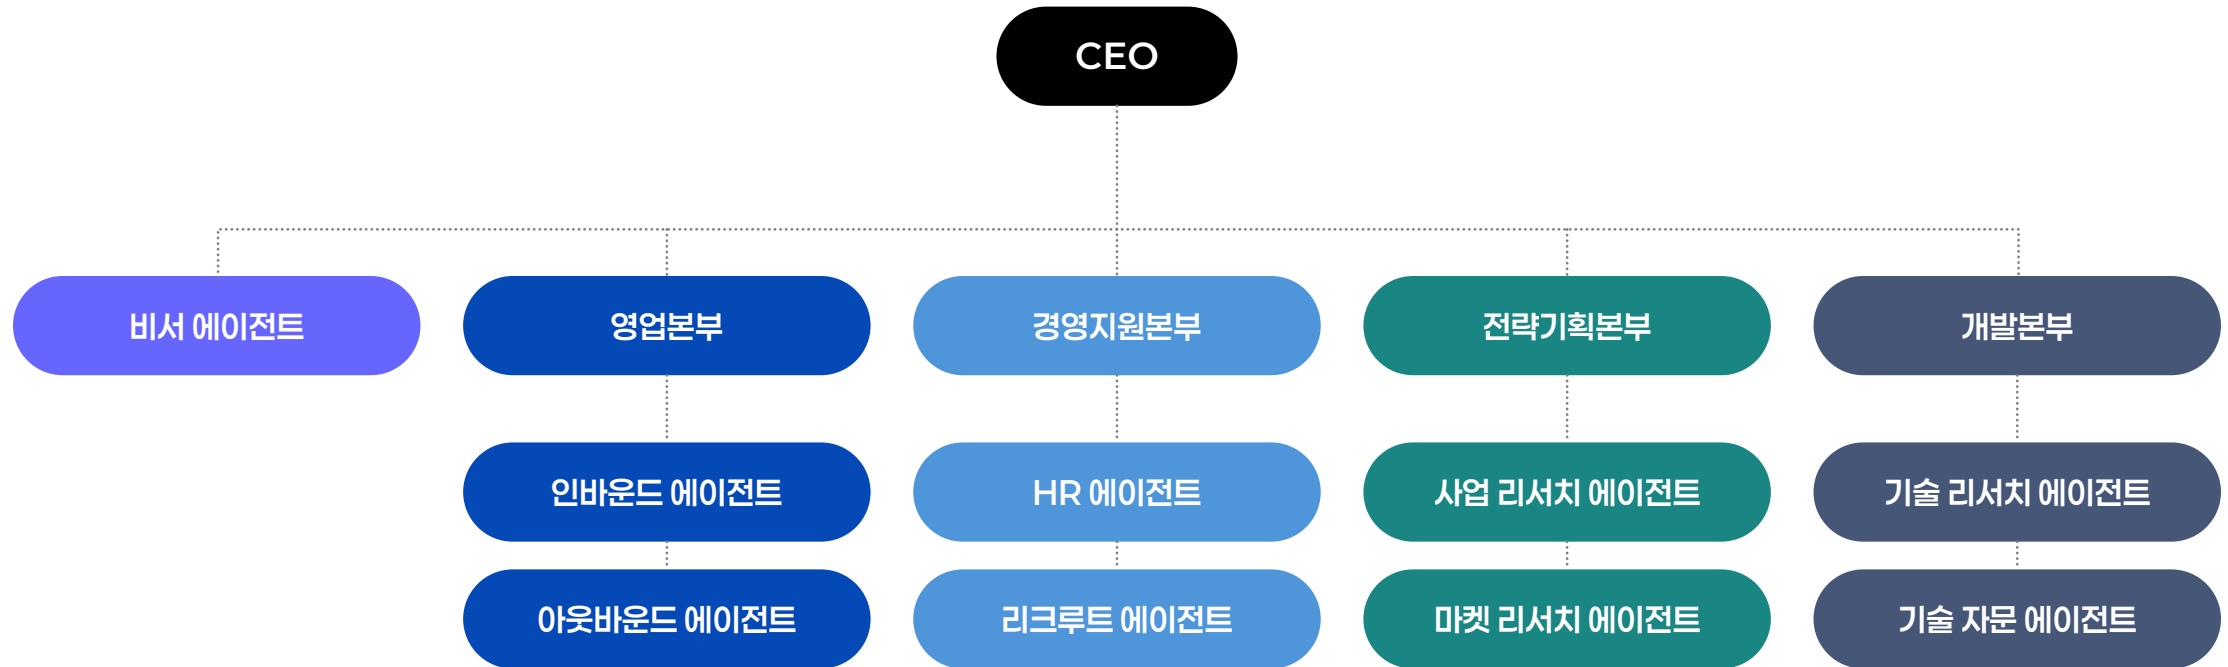 CEO
비서 에이전트
영업본부
경영지원본부
전략기획본부
개발본부
인바운드 에이전트
HR 에이전트
사업 리서치 에이전트
기술 리서치 에이전트
아웃바운드 에이전트
리크루트 에이전트
마켓 리서치 에이전트
기술 자문 에이전트